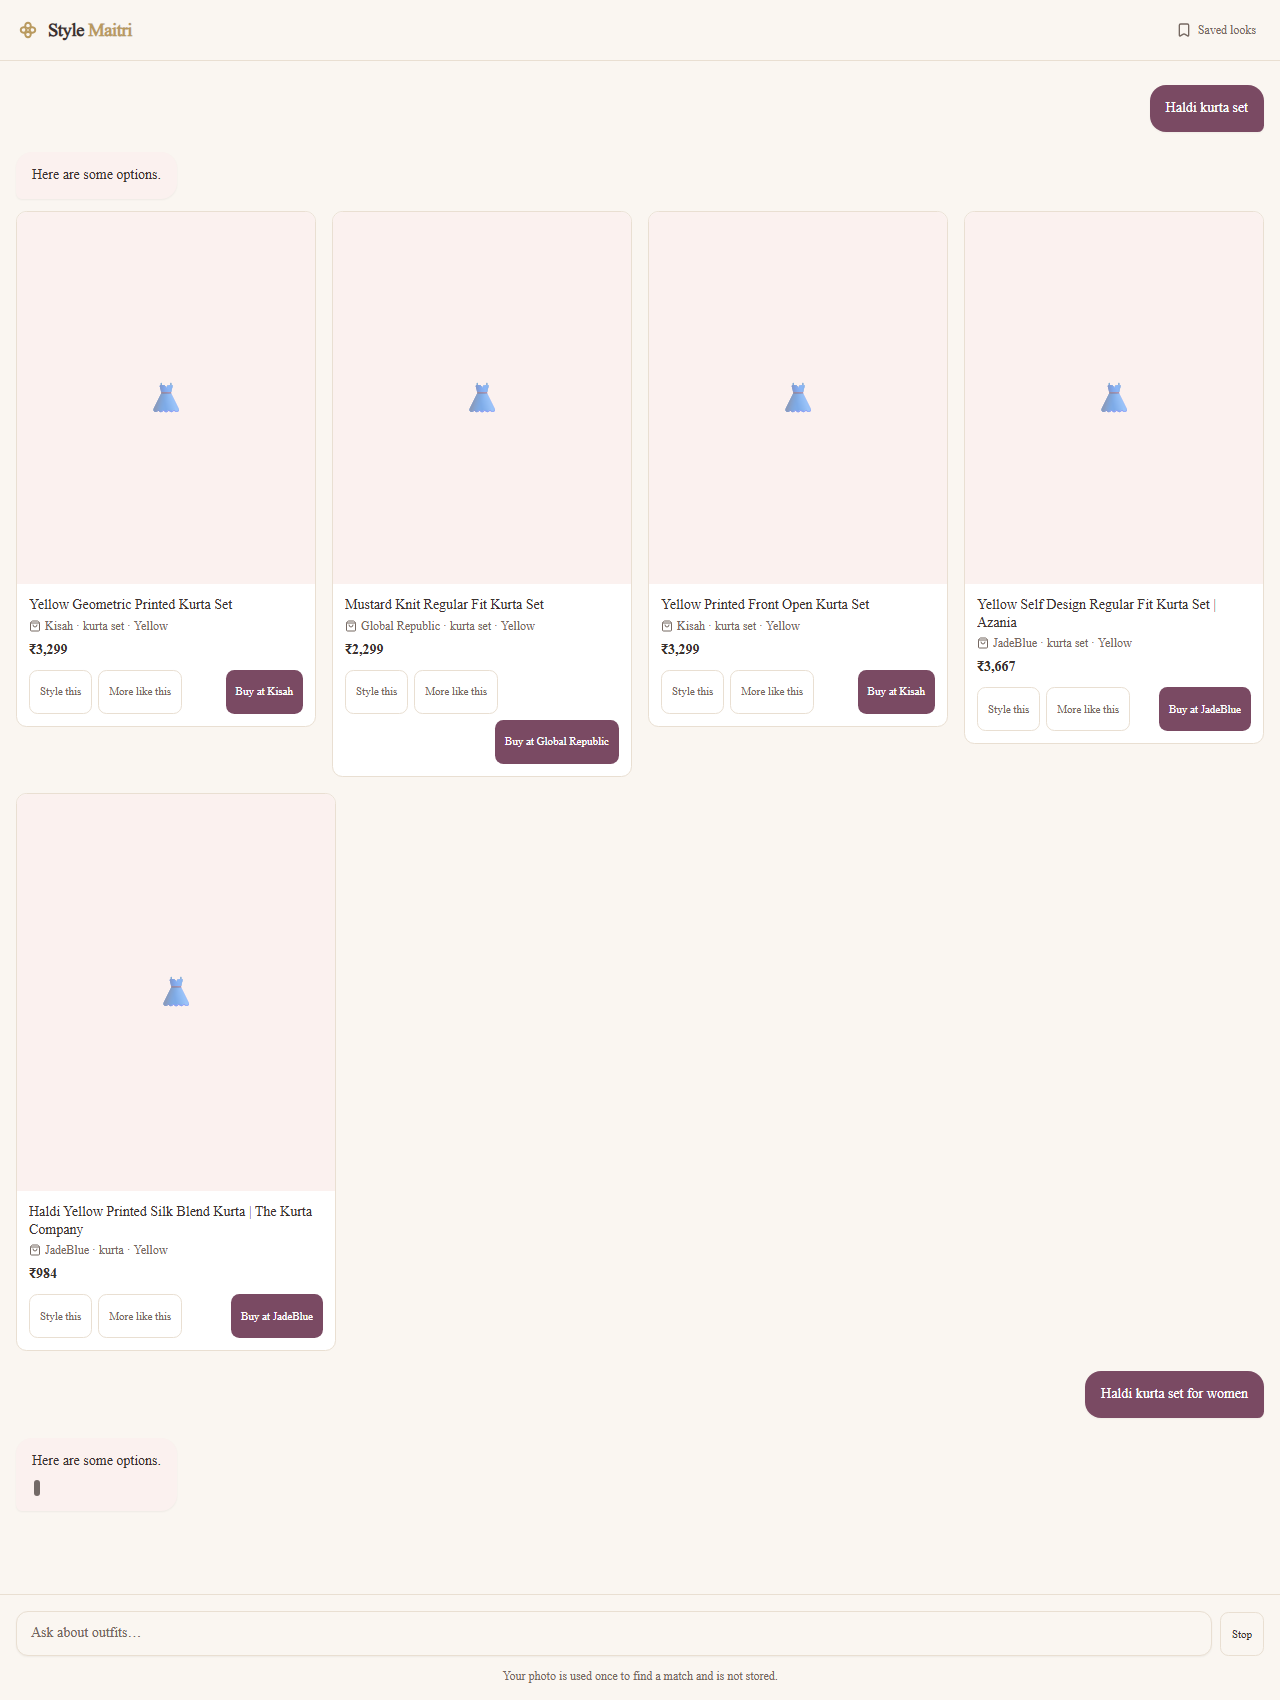 Style Maitri
Saved looks
Haldi kurta set
Here are some options.
Yellow Geometric Printed Kurta Set
Kisah · kurta set · Yellow
₹3,299
Style this
More like this
Buy at Kisah
Mustard Knit Regular Fit Kurta Set
Global Republic · kurta set · Yellow
₹2,299
Style this
More like this
Buy at Global Republic
Yellow Printed Front Open Kurta Set
Kisah · kurta set · Yellow
₹3,299
Style this
More like this
Buy at Kisah
Yellow Self Design Regular Fit Kurta Set |
Azania
JadeBlue · kurta set · Yellow
₹3,667
Style this
More like this
Buy at JadeBlue
Haldi Yellow Printed Silk Blend Kurta | The Kurta
Company
JadeBlue · kurta · Yellow
₹984
Style this
More like this
Buy at JadeBlue
Haldi kurta set for women
Here are some options.
Ask about outfits…
Stop
Your photo is used once to find a match and is not stored.